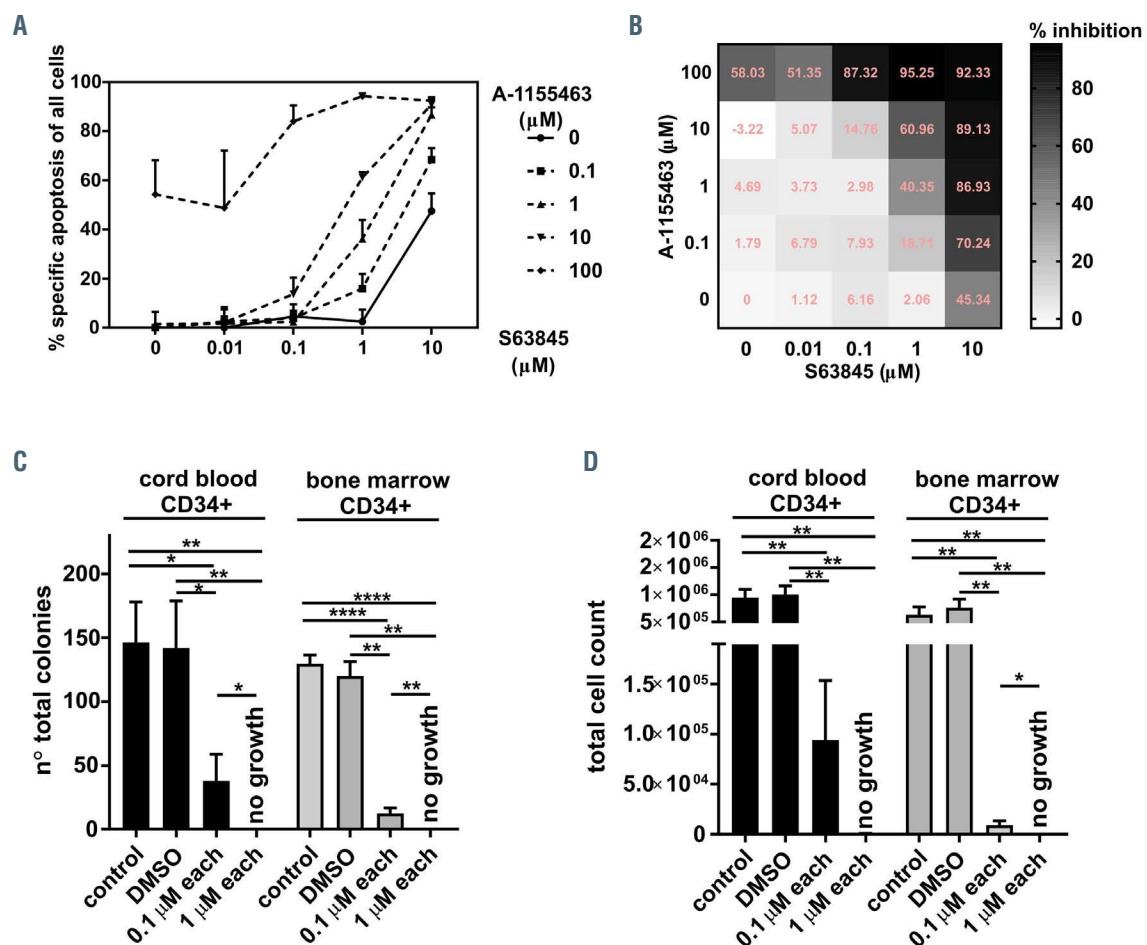 A
% specific apoptosis of all cells
100
80
60
40
20
0
0 0.01 0.1 1 10
S63845
(μM)
A-1155463
(μM)
0
0.1
1
10
100
B
% inhibition
A-1155463 (μM)
100 58.03 51.35 87.32 95.25 92.33
10 -3.22 5.07 14.76 60.96 89.13
1 4.69 3.73 2.98 40.35 86.93
0.1 1.79 6.79 7.93 18.71 70.24
0 0 1.12 6.16 2.06 45.34
0 0.01 0.1 1 10
S63845 (μM)
80
60
40
20
0
C
cord blood
CD34+
bone marrow
CD34+
n° total colonies
200
150
100
50
0
**
*
**
*
*
****
****
**
**
**
no growth
no growth
control
DMSO
0.1 μM each
1 μM each
control
DMSO
0.1 μM each
1 μM each
D
cord blood
CD34+
bone marrow
CD34+
total cell count
2× 10⁰⁶
2× 10⁰⁶
1× 10⁰⁶
5× 10⁰⁵
1.5× 10⁰⁵
1.0× 10⁰⁵
5.0× 10⁰⁴
0
**
**
**
**
**
**
**
**
*
no growth
no growth
control
DMSO
0.1 μM each
1 μM each
control
DMSO
0.1 μM each
1 μM each